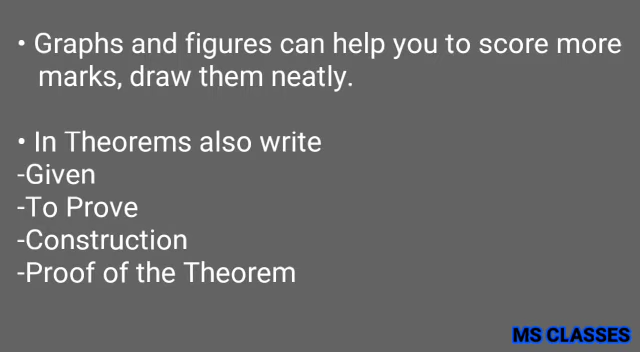 • Graphs and figures can help you to score more
marks, draw them neatly.
• In Theorems also write
-Given
-To Prove
-Construction
-Proof of the Theorem
MS CLASSES